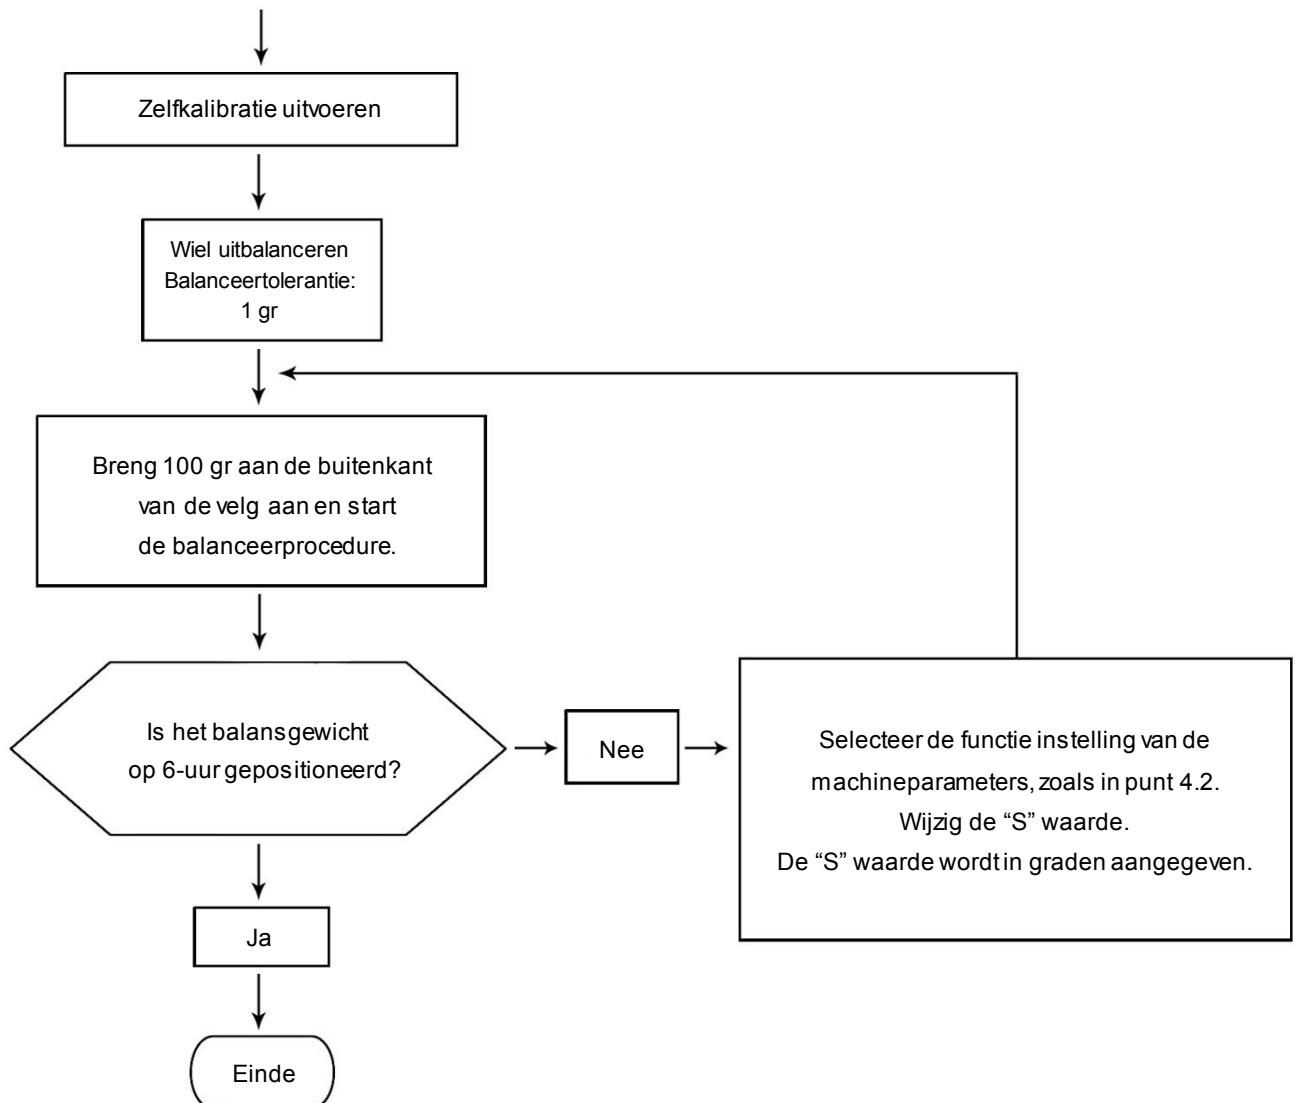 Zelfkalibratie uitvoeren
Wiel uitbalanceren
Balanceertolerantie:
1 gr
Breng 100 gr aan de buitenkant
van de velg aan en start
de balanceerprocedure.
Is het balansgewicht
op 6-uur gepositioneerd?
Nee
Selecteer de functie instelling van de
machineparameters, zoals in punt 4.2.
Wijzig de “S” waarde.
De “S” waarde wordt in graden aangegeven.
Ja
Einde